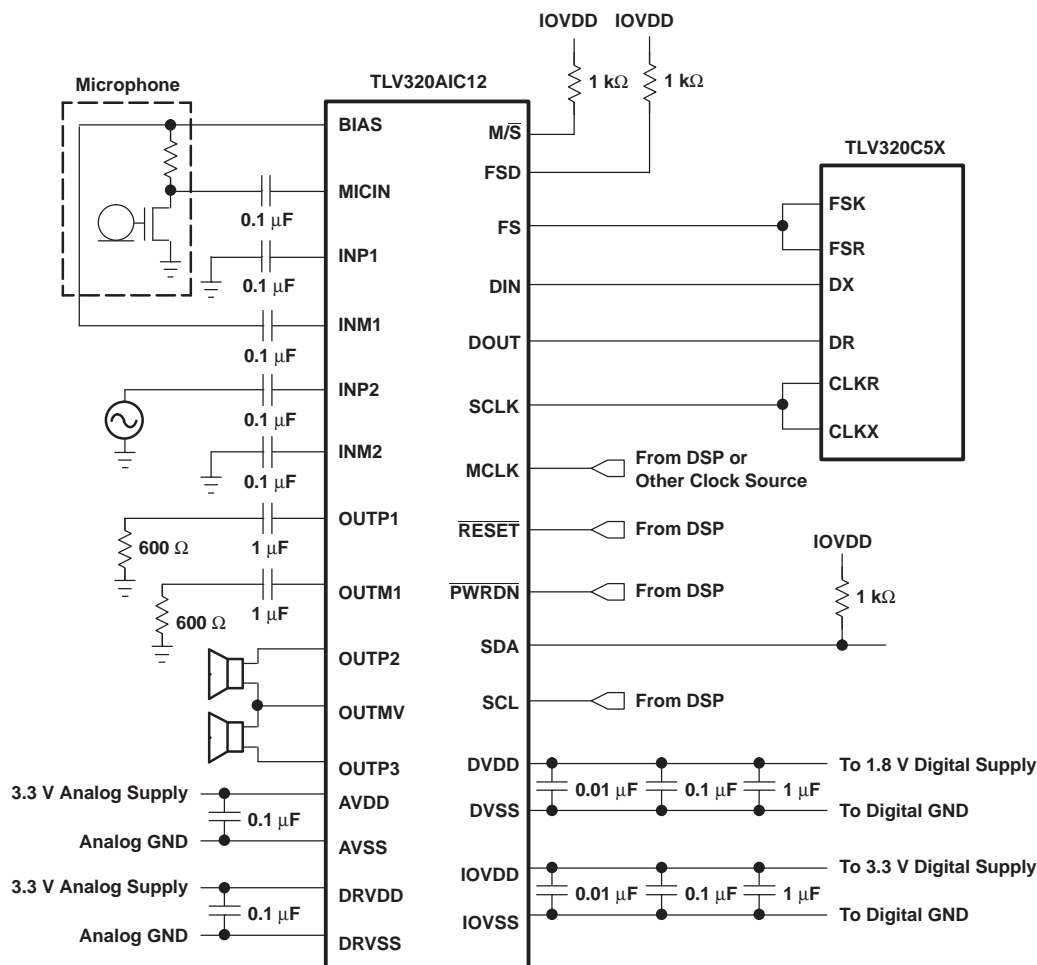 IOVDD IOVDD
TLV320AIC12
1 kΩ 1 kΩ
Microphone
BIAS
M/S̅
TLV320C5X
FSD
MICIN
FSK
0.1 μF
FS
FSR
INP1
0.1 μF
DIN
DX
INM1
DOUT
DR
0.1 μF
INP2
CLKR
0.1 μF
SCLK
CLKX
INM2
0.1 μF
MCLK
From DSP or
Other Clock Source
OUTP1
R̅E̅S̅E̅T̅
From DSP
600 Ω
1 μF
IOVDD
OUTM1
P̅W̅R̅D̅N̅
From DSP
1 kΩ
600 Ω
1 μF
SDA
OUTP2
SCL
From DSP
OUTMV
OUTP3
DVDD
To 1.8 V Digital Supply
3.3 V Analog Supply
AVDD
0.01 μF 0.1 μF 1 μF
0.1 μF
DVSS
To Digital GND
Analog GND
AVSS
IOVDD
To 3.3 V Digital Supply
3.3 V Analog Supply
DRVDD
0.01 μF 0.1 μF 1 μF
0.1 μF
IOVSS
To Digital GND
Analog GND
DRVSS